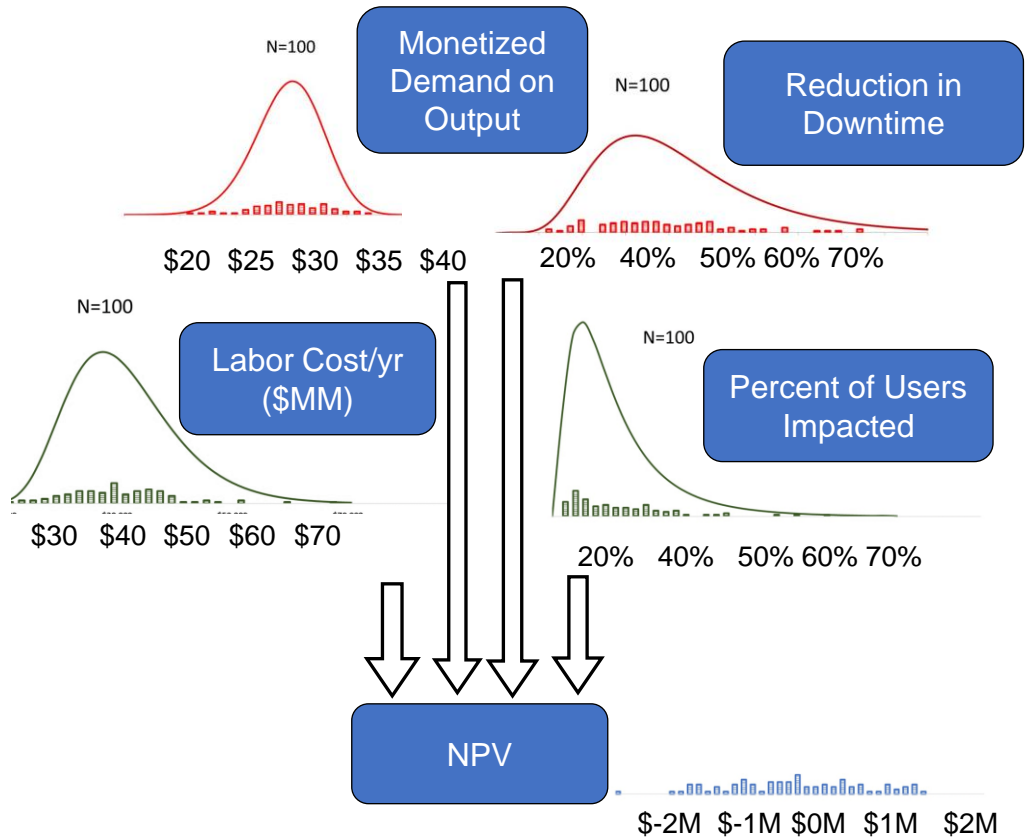 N=100
Monetized
Demand on
Output
N=100
Reduction in
Downtime
$20 $25 $30 $35 $40
20% 40% 50% 60% 70%
N=100
Labor Cost/yr
($MM)
N=100
Percent of Users
Impacted
$30 $40 $50 $60 $70
20% 40% 50% 60% 70%
NPV
$-2M $-1M $0M $1M $2M